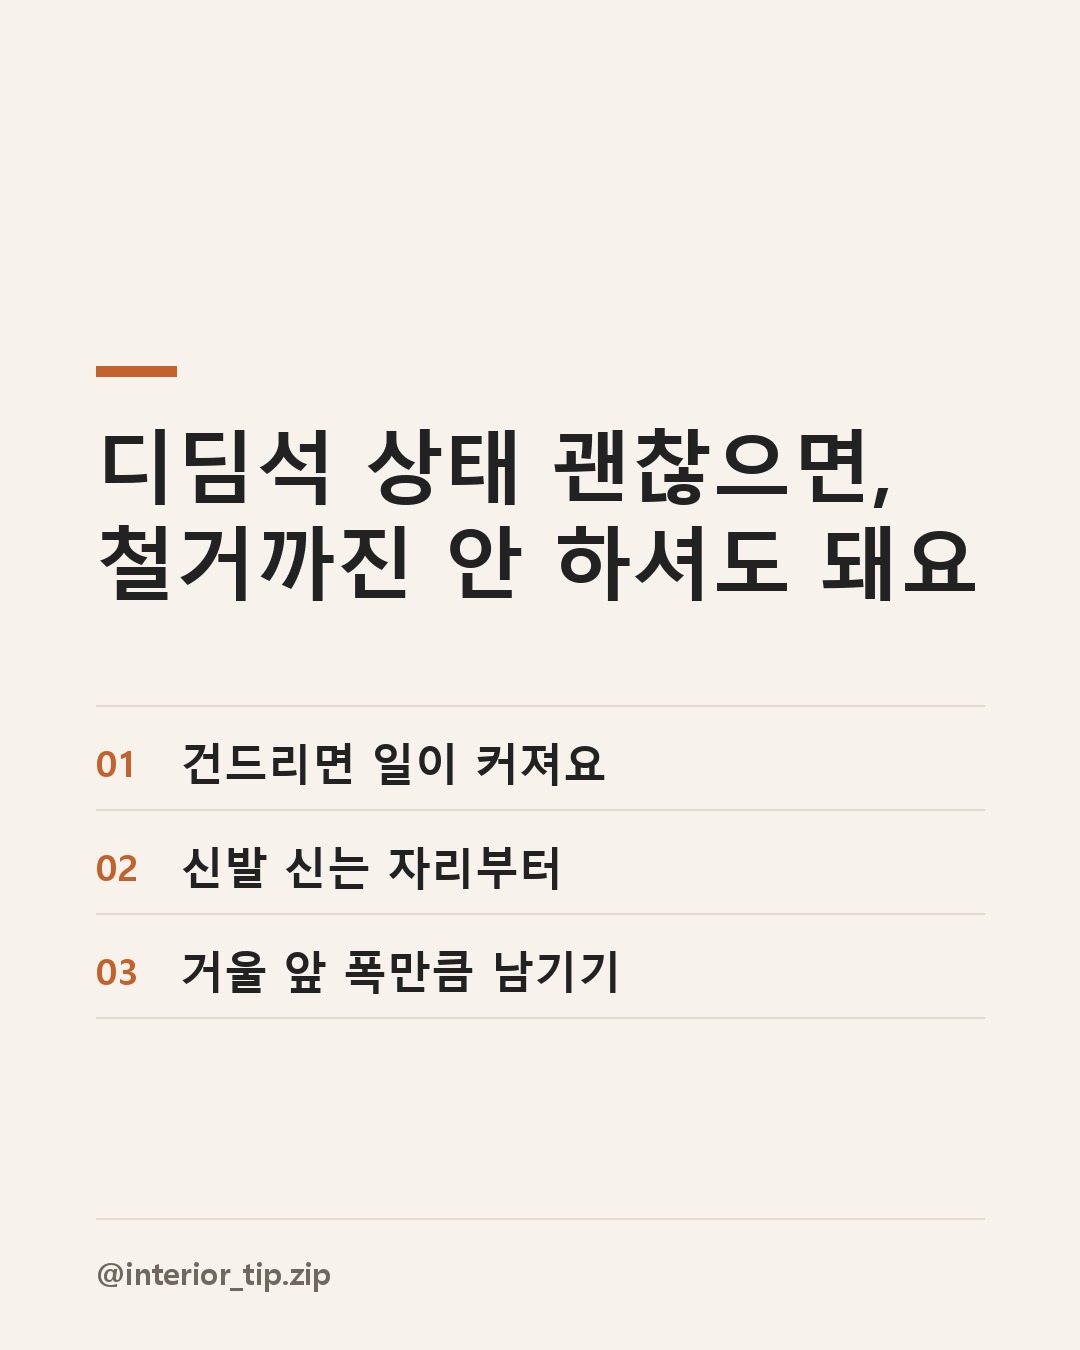 디딤석 상태 괜찮으면,
철거까진 안 하셔도 돼요
01 건드리면 일이 커져요
02 신발 신는 자리부터
03 거울 앞 폭만큼 남기기
@interior_tip.zip